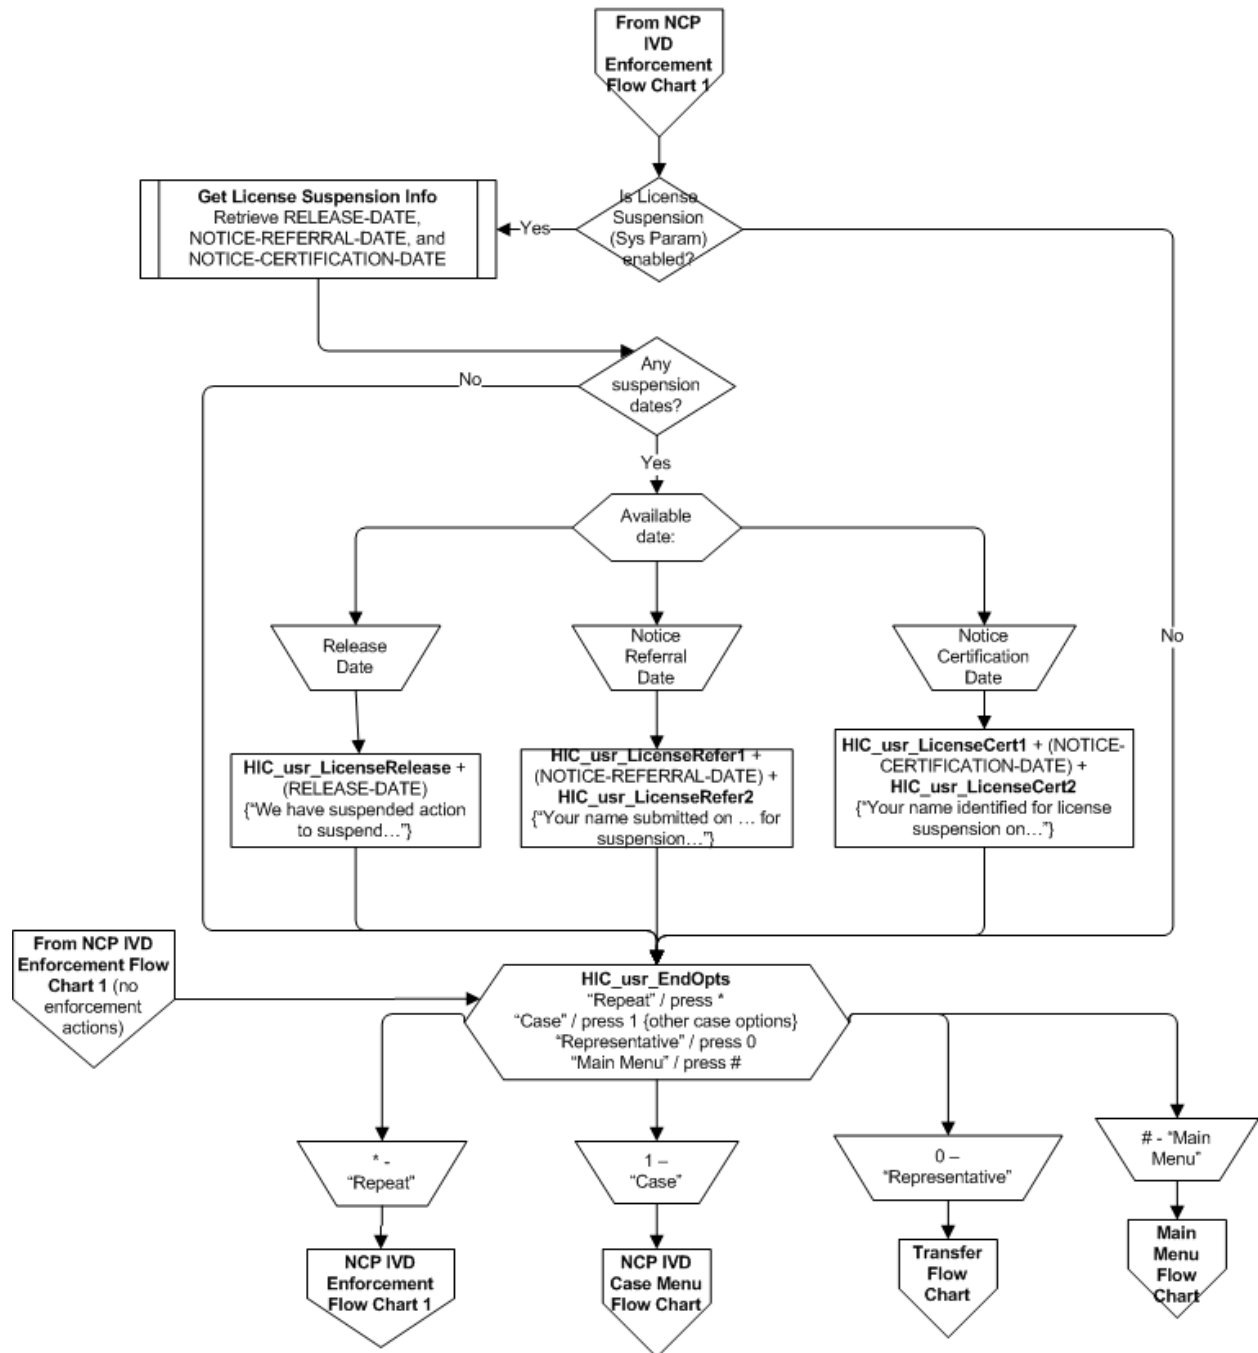 From NCP
IVD
Enforcement
Flow Chart 1
Is License
Suspension
(Sys Param)
enabled?
Yes
Get License Suspension Info
Retrieve RELEASE-DATE,
NOTICE-REFERRAL-DATE, and
NOTICE-CERTIFICATION-DATE
Any
suspension
dates?
No
Yes
Available
date:
Release
Date
Notice
Referral
Date
Notice
Certification
Date
No
HIC_usr_LicenseRelease +
(RELEASE-DATE)
{“We have suspended action
to suspend…”}
HIC_usr_LicenseRefer1 +
(NOTICE-REFERRAL-DATE) +
HIC_usr_LicenseRefer2
{“Your name submitted on … for
suspension…”}
HIC_usr_LicenseCert1 + (NOTICE-
CERTIFICATION-DATE) +
HIC_usr_LicenseCert2
{“Your name identified for license
suspension on…”}
From NCP IVD
Enforcement Flow
Chart 1 (no
enforcement
actions)
HIC_usr_EndOpts
“Repeat” / press *
“Case” / press 1 {other case options}
“Representative” / press 0
“Main Menu” / press #
* -
“Repeat”
1 –
“Case”
0 –
“Representative”
# - “Main
Menu”
NCP IVD
Enforcement
Flow Chart 1
NCP IVD
Case Menu
Flow Chart
Transfer
Flow
Chart
Main
Menu
Flow
Chart